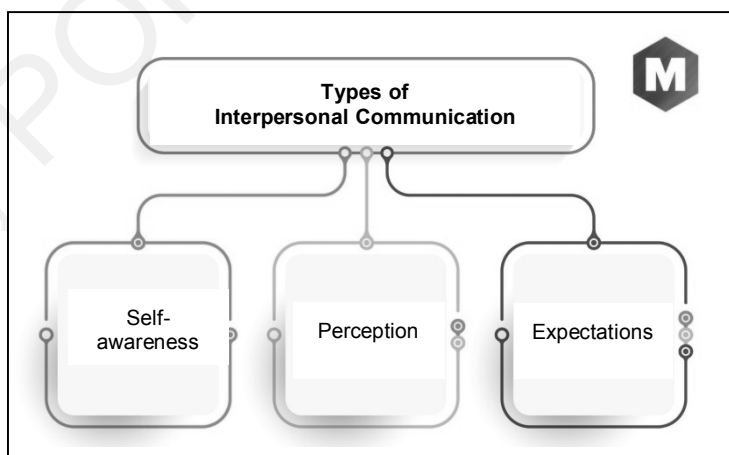 Types of
Interpersonal Communication
M
Self-
awareness
Perception
Expectations